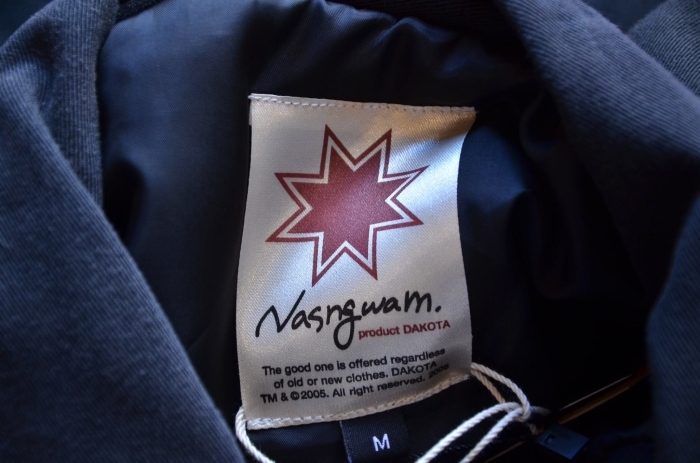 Nasngwam.
product DAKOTA
The good one is offered regardless
of old or new clothes. DAKOTA
TM & ©2005. All right reserved. 2005
M